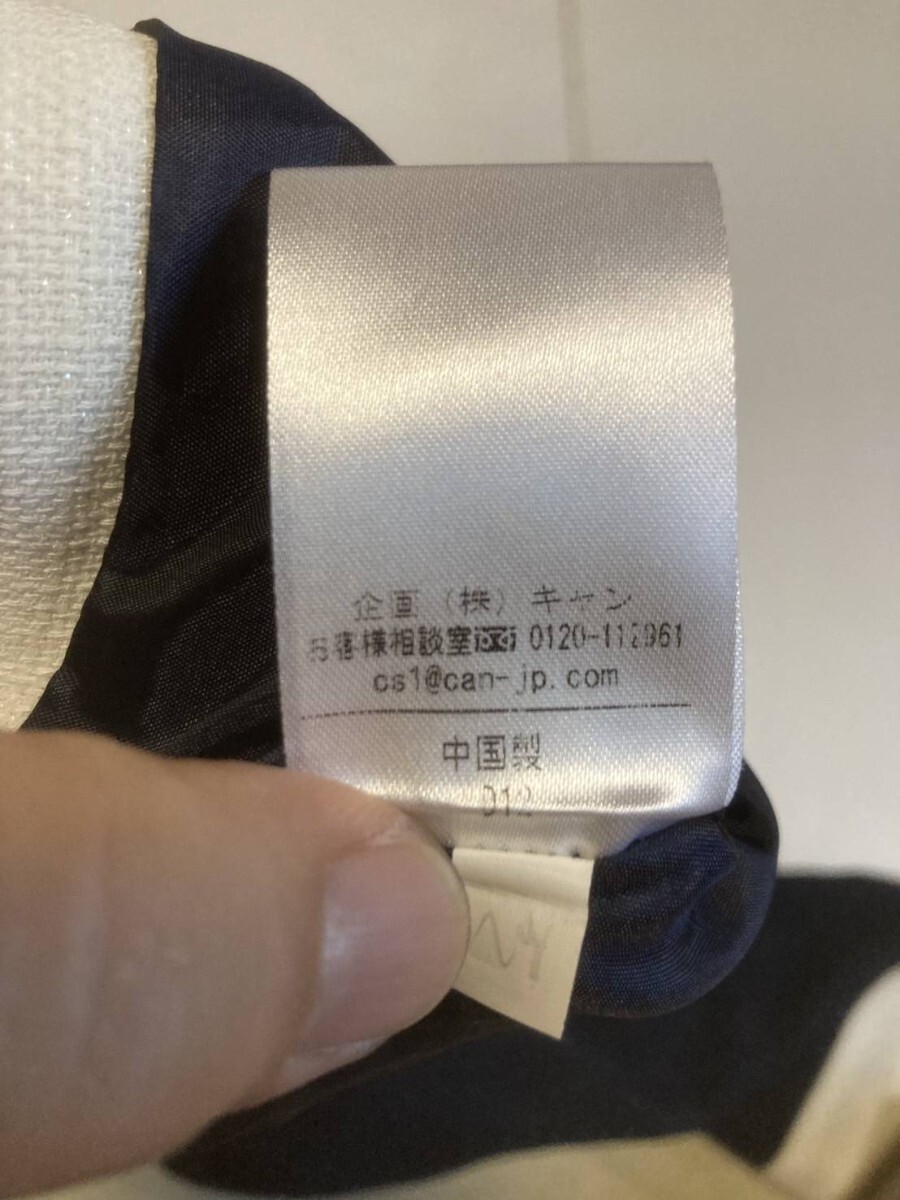 企画 (株) キャン
お客様相談室 0120-112961
cs1@can-jp.com
中国製
012